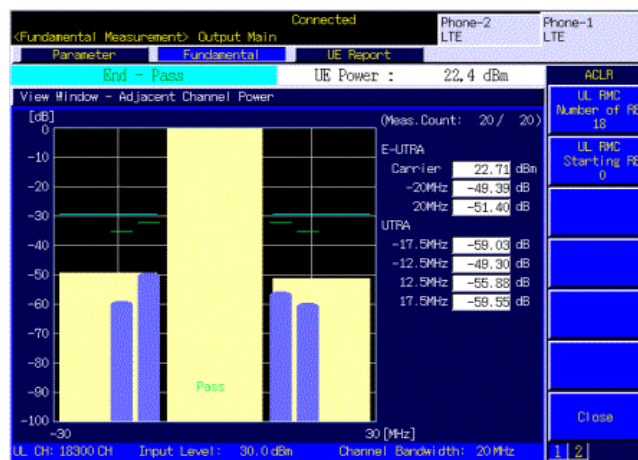 Connected
<Fundamental Measurement> Output Main
Phone-2
LTE
Phone-1
LTE
Parameter
Fundamental
UE Report
End - Pass
UE Power : 22.4 dBm
ACLR
View Window - Adjacent Channel Power
UL RMC
Number of RB
18
UL RMC
Starting RB
0
Close
1 2
[dB]
(Meas.Count: 20/ 20)
0
-10
-20
-30
-40
-50
-60
-70
-80
-90
-100
E-UTRA
Carrier 22.71 dBm
-20MHz -49.39 dB
20MHz -51.40 dB
UTRA
-17.5MHz -59.03 dB
-12.5MHz -49.30 dB
12.5MHz -55.88 dB
17.5MHz -59.55 dB
Pass
-30
30 [MHz]
UL CH: 18300 CH Input Level: 30.0 dBm Channel Bandwidth: 20 MHz